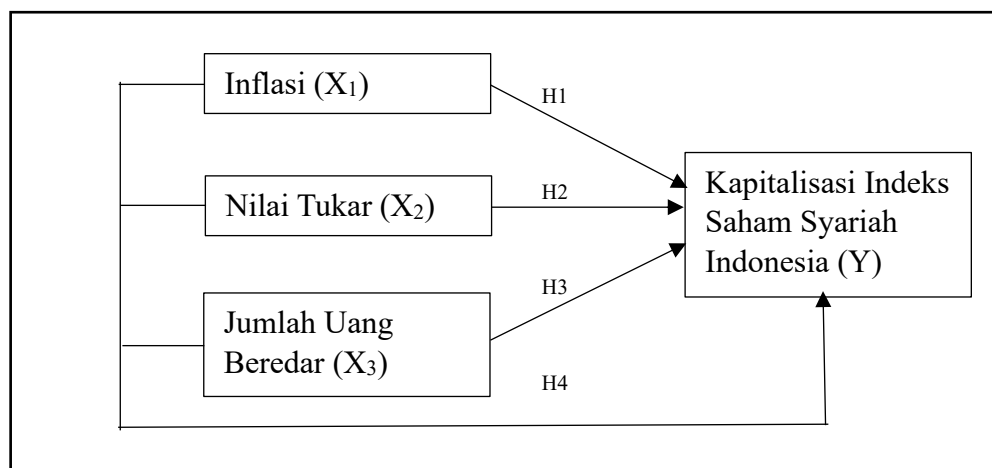 Inflasi (X₁)
H1
Nilai Tukar (X₂)
H2
Kapitalisasi Indeks
Saham Syariah
Indonesia (Y)
Jumlah Uang
Beredar (X₃)
H3
H4